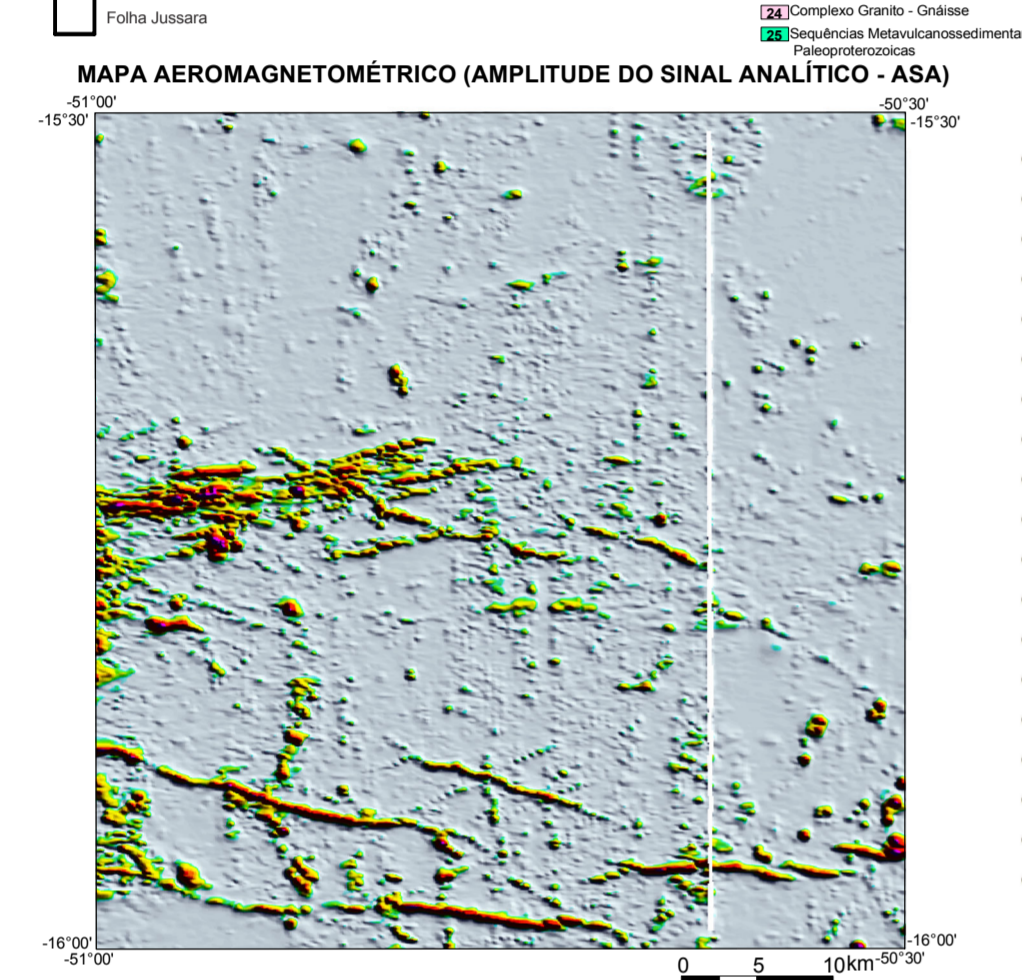 Folha Jussara
24 Complexo Granito - Gnáisse
25 Sequências Metavulcanossedimenta
Paleoproterozoicas
MAPA AEROMAGNETOMÉTRICO (AMPLITUDE DO SINAL ANALÍTICO - ASA)
-51°00' -50°30'
-15°30' -15°30'
-16°00' -16°00'
-51°00' -50°30'
0 5 10km